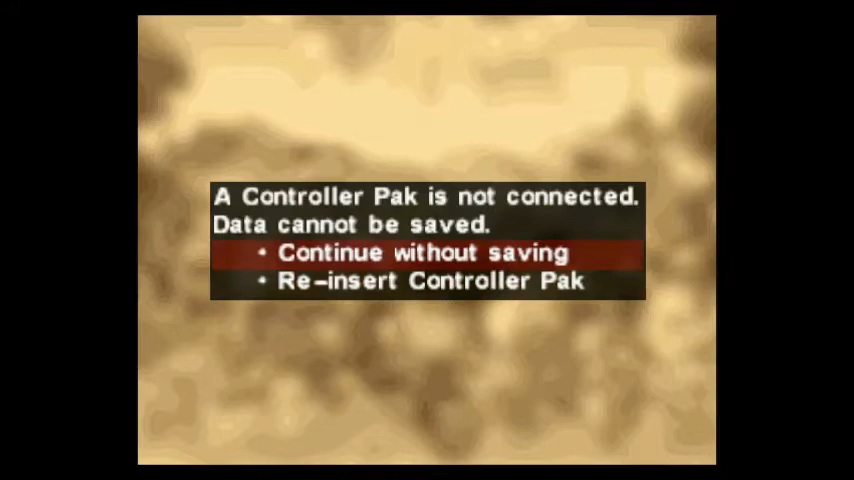 A Controller Pak is not connected.
Data cannot be saved.
• Continue without saving
• Re-insert Controller Pak